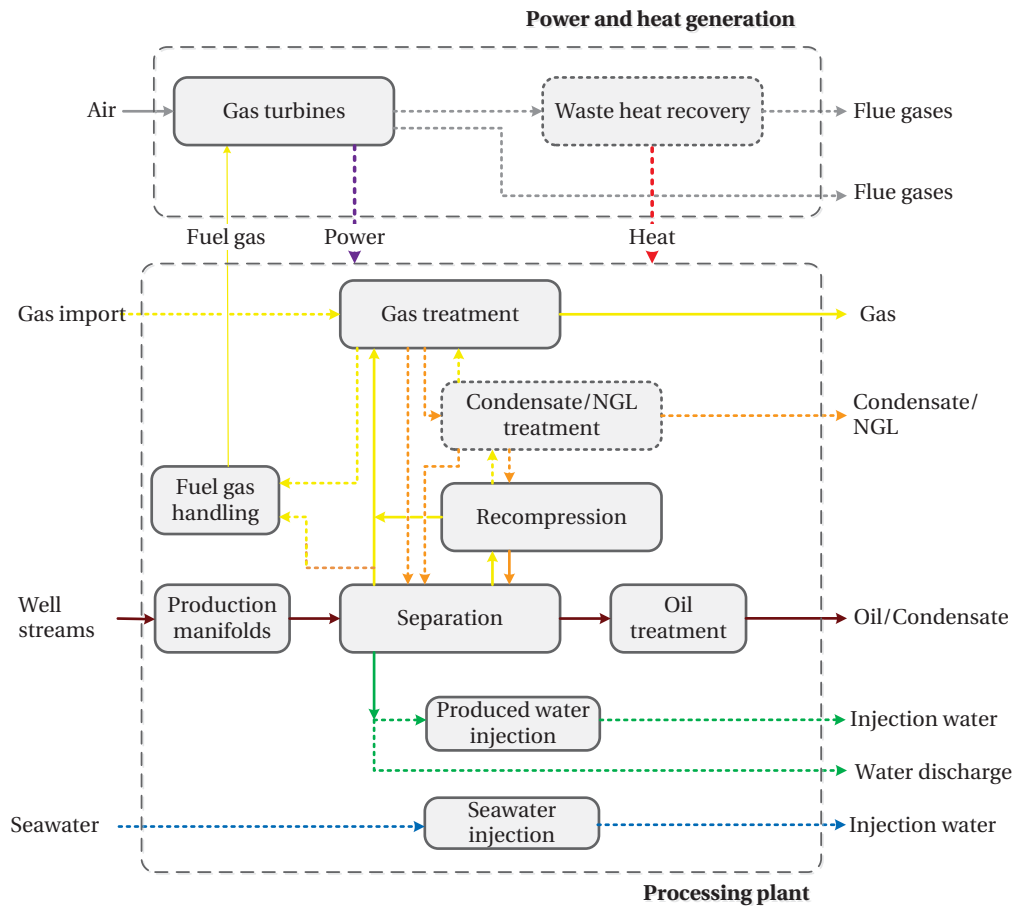 Power and heat generation
Air
Gas turbines
Waste heat recovery
Flue gases
Flue gases
Fuel gas
Power
Heat
Gas import
Gas treatment
Gas
Condensate/NGL
treatment
Condensate/
NGL
Fuel gas
handling
Recompression
Well
streams
Production
manifolds
Separation
Oil
treatment
Oil/Condensate
Produced water
injection
Injection water
Water discharge
Seawater
Seawater
injection
Injection water
Processing plant